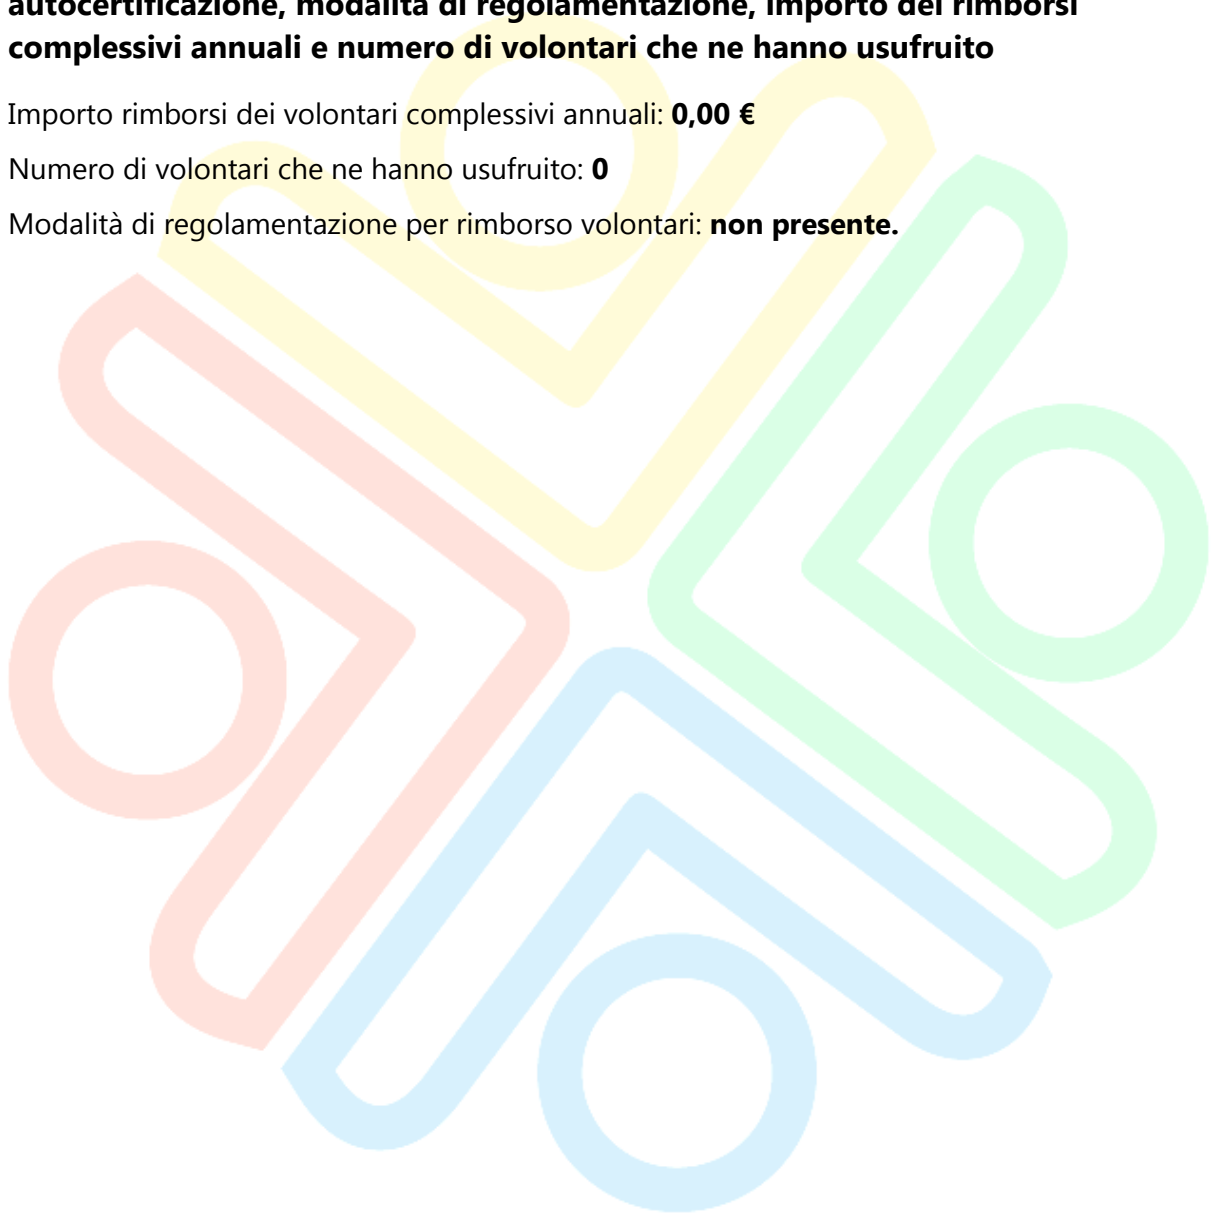 autocertificazione, modalità di regolamentazione, importo dei rimborsi
complessivi annuali e numero di volontari che ne hanno usufruito
Importo rimborsi dei volontari complessivi annuali: 0,00 €
Numero di volontari che ne hanno usufruito: 0
Modalità di regolamentazione per rimborso volontari: non presente.